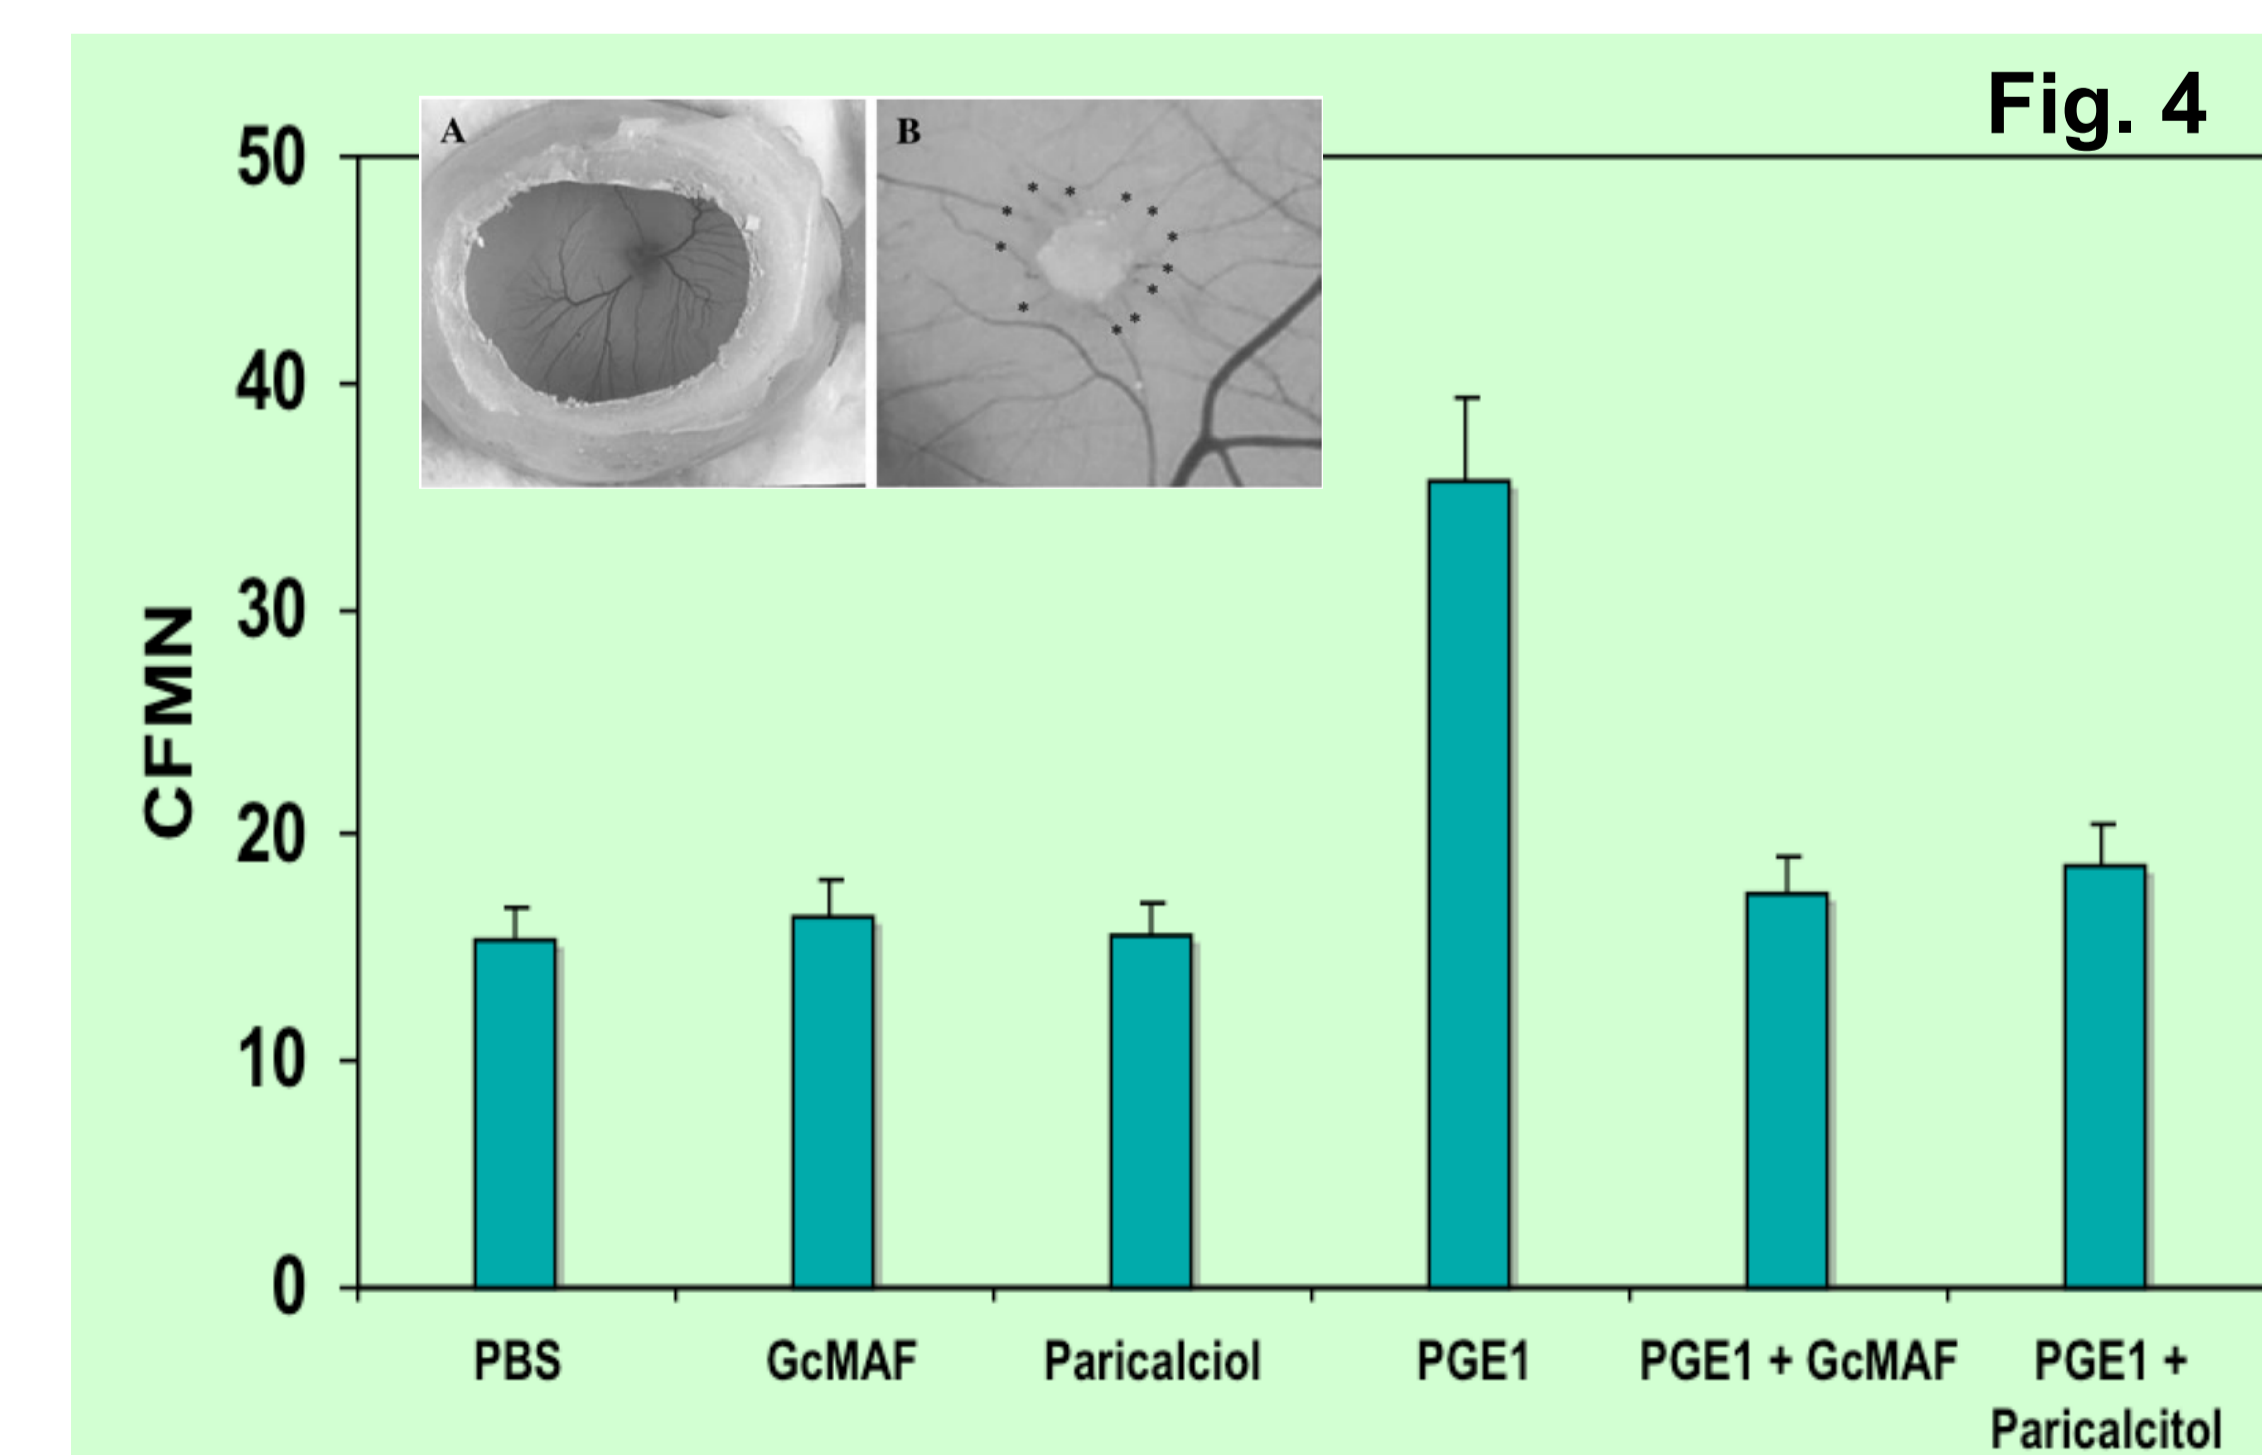 Fig. 4
A
B
50
40
30
20
10
0
CFMN
PBS
GcMAF
Paricalciol
PGE1
PGE1 + GcMAF
PGE1 +
Paricalcitol